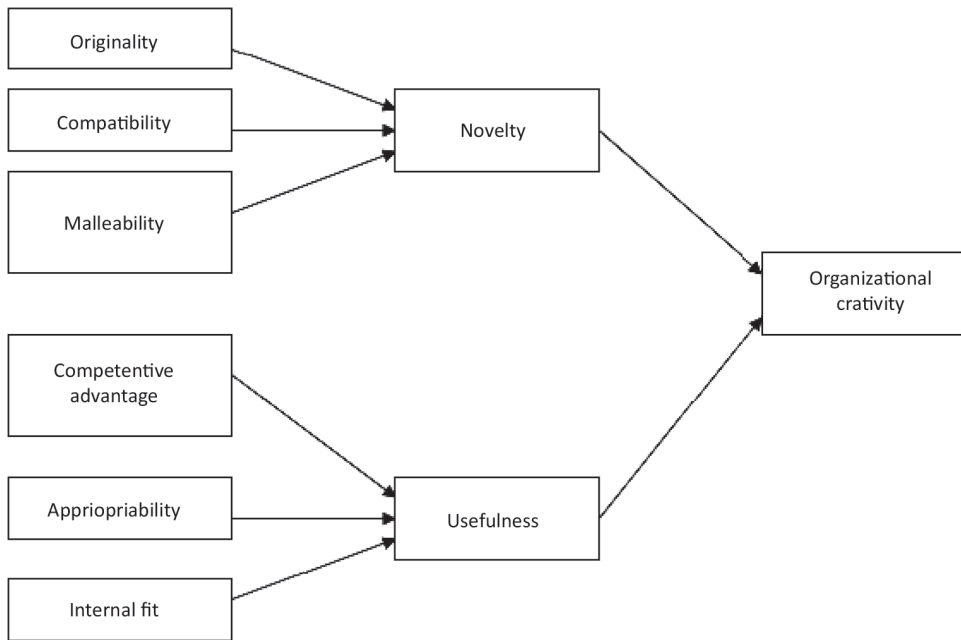 Originality
Compatibility
Malleability
Novelty
Organizational
crativity
Competentive
advantage
Appriopriability
Usefulness
Internal fit